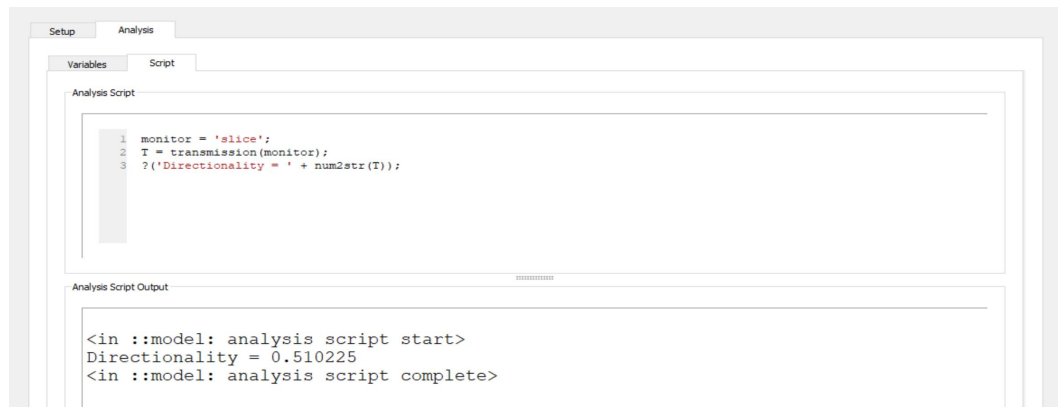 Setup Analysis
Variables Script
Analysis Script
1 monitor = 'slice';
2 T = transmission(monitor);
3 ?('Directionality = ' + num2str(T));
Analysis Script Output
<in ::model: analysis script start>
Directionality = 0.510225
<in ::model: analysis script complete>